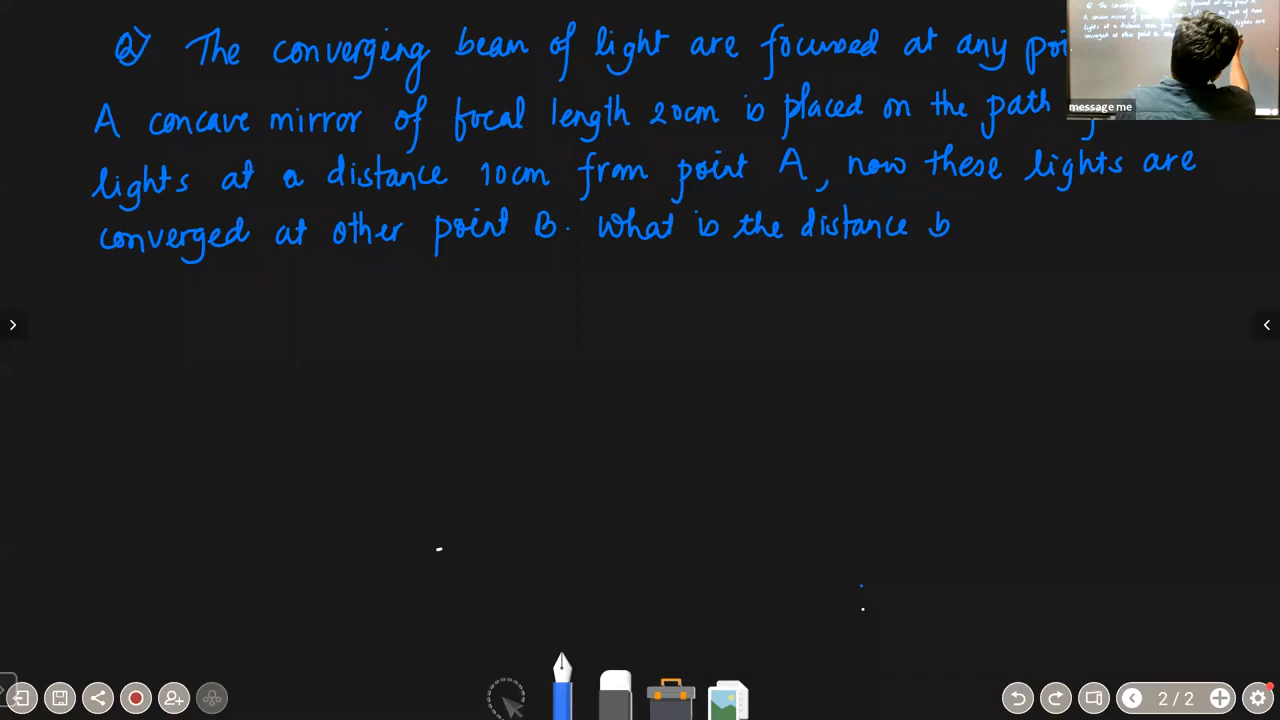 Q) The converging beam of light are focused at any
A concave mirror of focal length 20cm is placed on the path
lights at a distance 10cm from point A, now these lights are
converged at other point B. What is the distance b
message me
2/2